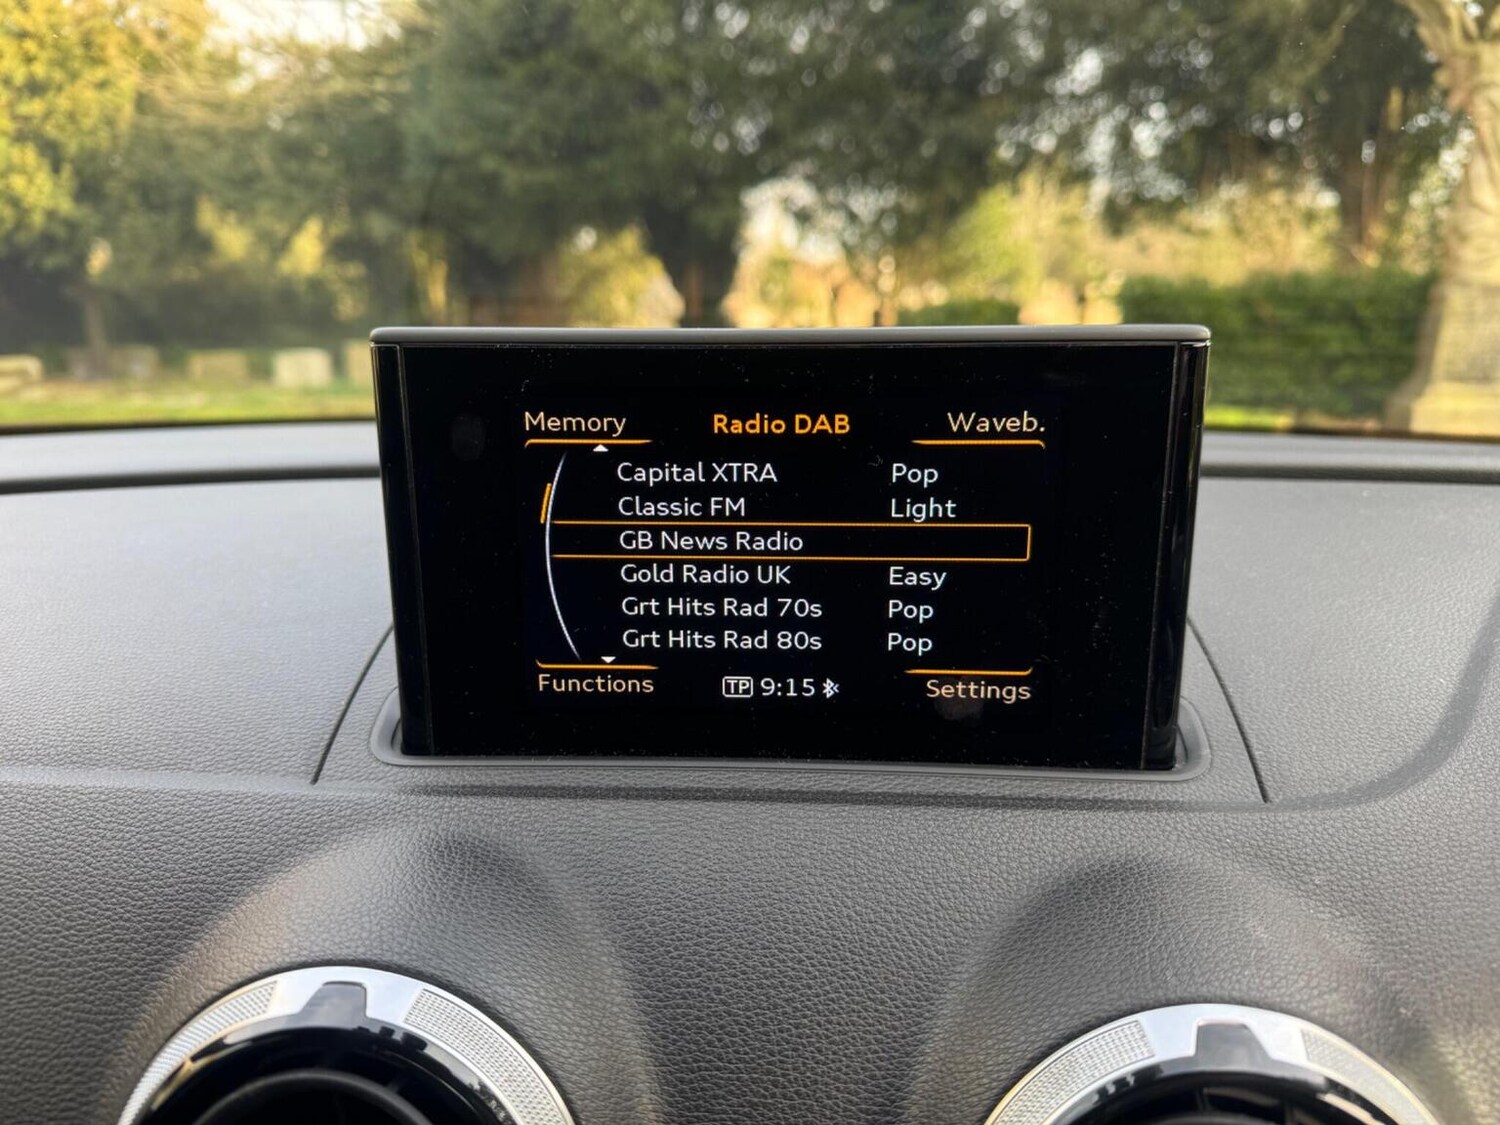 Memory Radio DAB Waveb.
Capital XTRA Pop
Classic FM Light
GB News Radio
Gold Radio UK Easy
Grt Hits Rad 70s Pop
Grt Hits Rad 80s Pop
Functions TP 9:15 Settings